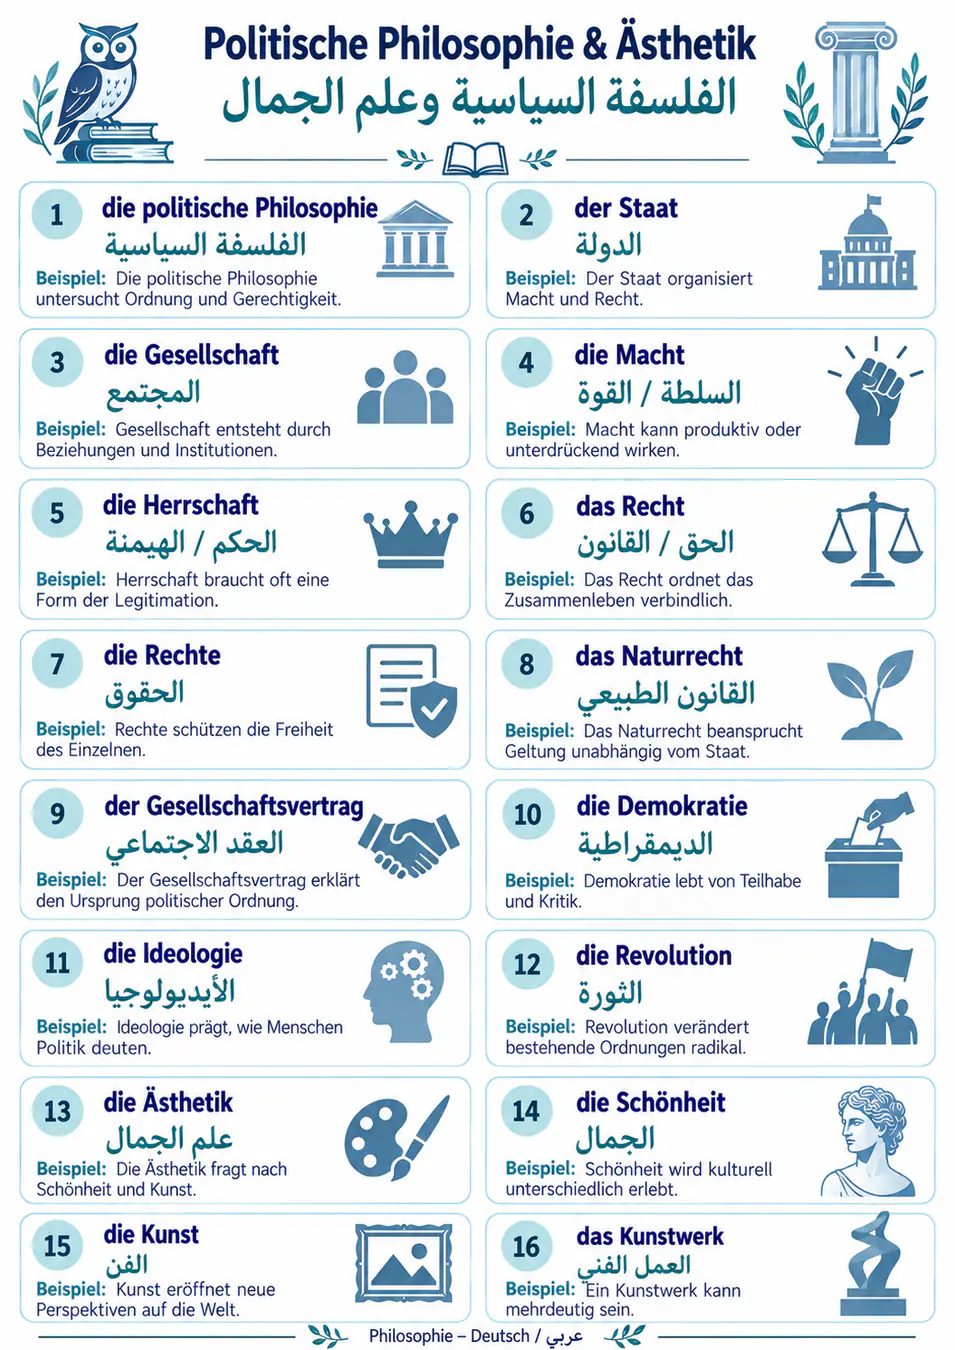 Politische Philosophie & Ästhetik
الفلسفة السياسية وعلم الجمال
1
die politische Philosophie
الفلسفة السياسية
Beispiel: Die politische Philosophie
untersucht Ordnung und Gerechtigkeit.
2
der Staat
الدولة
Beispiel: Der Staat organisiert
Macht und Recht.
3
die Gesellschaft
المجتمع
Beispiel: Gesellschaft entsteht durch
Beziehungen und Institutionen.
4
die Macht
السلطة / القوة
Beispiel: Macht kann produktiv oder
unterdrückend wirken.
5
die Herrschaft
الحكم / الهيمنة
Beispiel: Herrschaft braucht oft eine
Form der Legitimation.
6
das Recht
الحق / القانون
Beispiel: Das Recht ordnet das
Zusammenleben verbindlich.
7
die Rechte
الحقوق
Beispiel: Rechte schützen die Freiheit
des Einzelnen.
8
das Naturrecht
القانون الطبيعي
Beispiel: Das Naturrecht beansprucht
Geltung unabhängig vom Staat.
9
der Gesellschaftsvertrag
العقد الاجتماعي
Beispiel: Der Gesellschaftsvertrag erklärt
den Ursprung politischer Ordnung.
10
die Demokratie
الديمقراطية
Beispiel: Demokratie lebt von Teilhabe
und Kritik.
11
die Ideologie
الأيديولوجيا
Beispiel: Ideologie prägt, wie Menschen
Politik deuten.
12
die Revolution
الثورة
Beispiel: Revolution verändert
bestehende Ordnungen radikal.
13
die Ästhetik
علم الجمال
Beispiel: Die Ästhetik fragt nach
Schönheit und Kunst.
14
die Schönheit
الجمال
Beispiel: Schönheit wird kulturell
unterschiedlich erlebt.
15
die Kunst
الفن
Beispiel: Kunst eröffnet neue
Perspektiven auf die Welt.
16
das Kunstwerk
العمل الفني
Beispiel: Ein Kunstwerk kann
mehrdeutig sein.
Philosophie – Deutsch / عربي